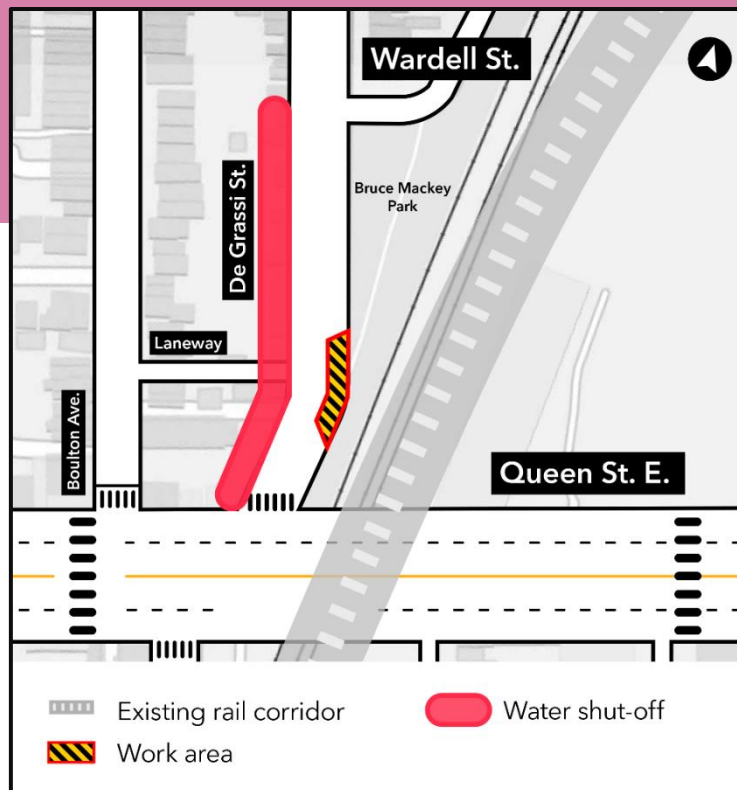 Wardell St.
De Grassi St.
Bruce Mackey
Park
Laneway
Boulton Ave.
Queen St. E.
Existing rail corridor
Water shut-off
Work area